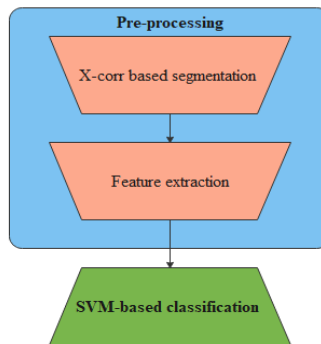 Pre-processing
X-corr based segmentation
Feature extraction
SVM-based classification